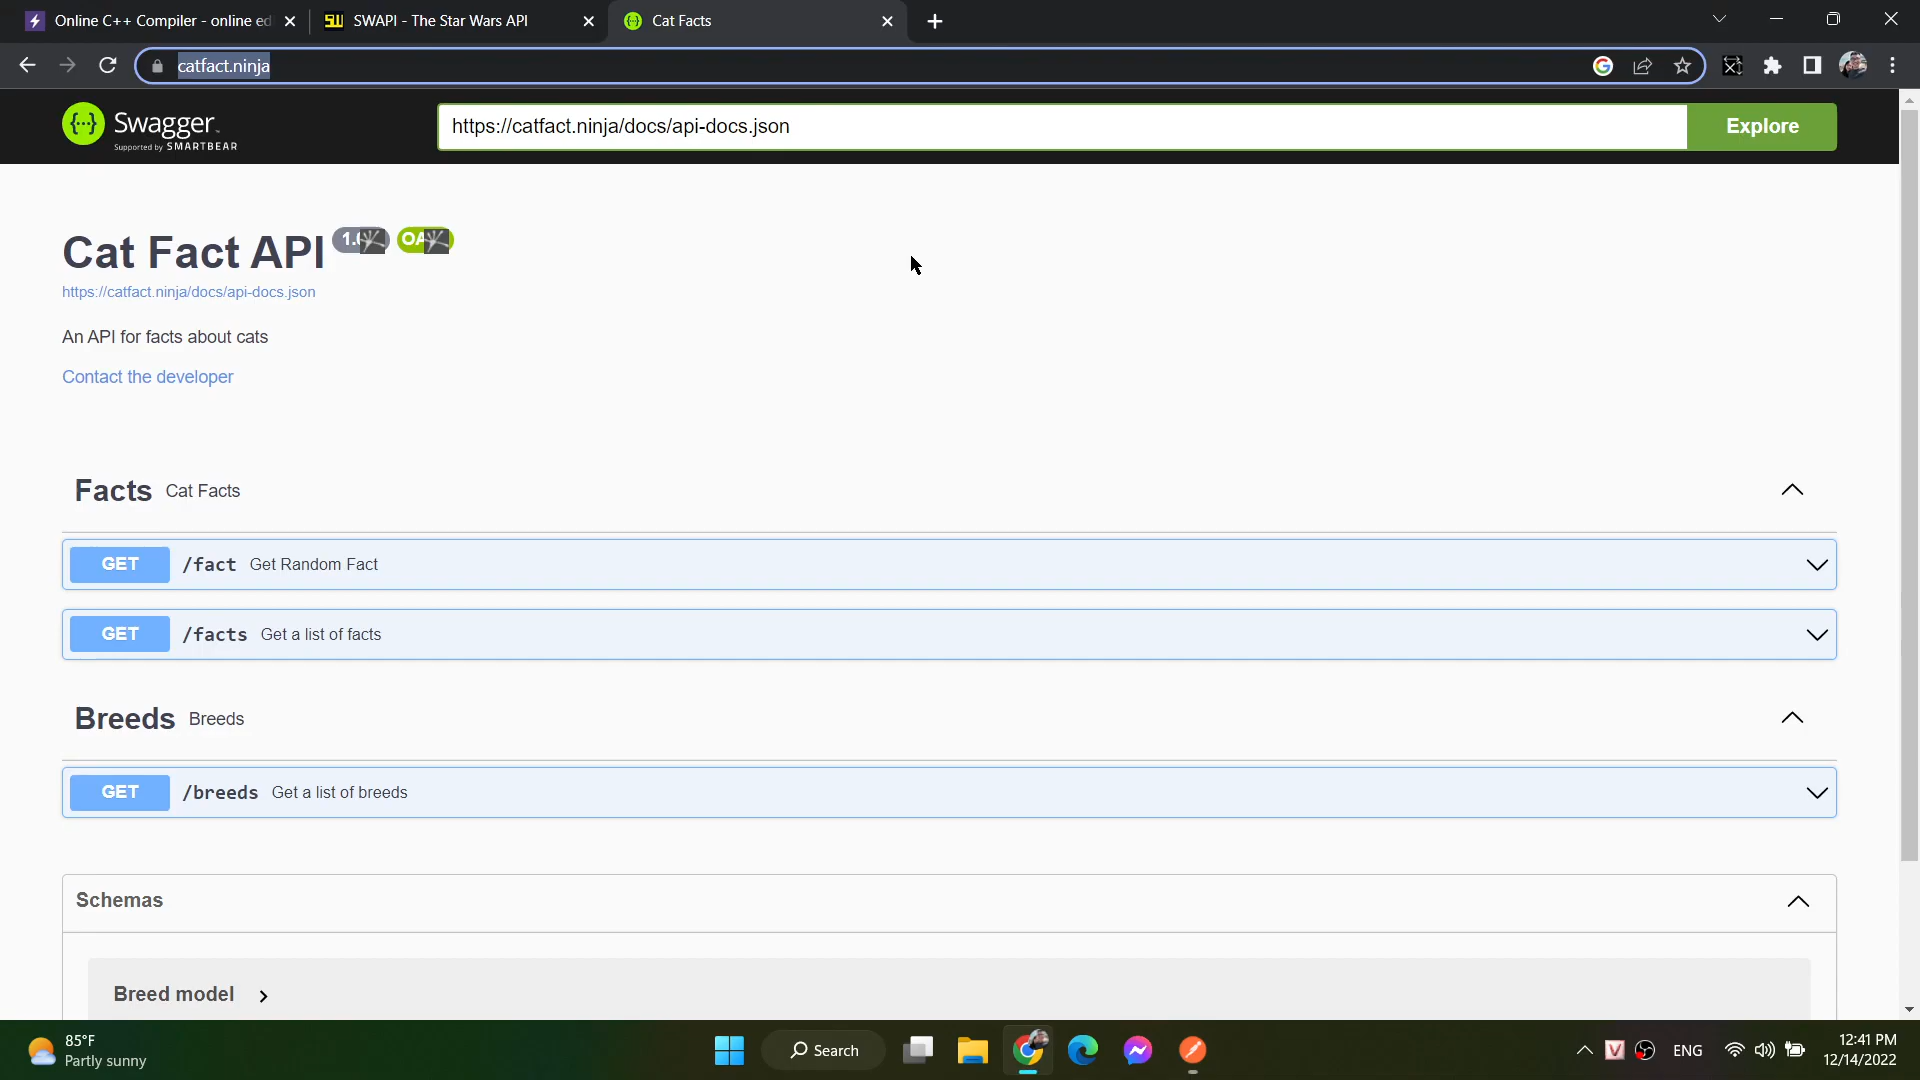 Online C++ Compiler - online ed
SWAPI - The Star Wars API
Cat Facts
catfact.ninja
Swagger
Supported by SMARTBEAR
https://catfact.ninja/docs/api-docs.json
Explore
Cat Fact API
https://catfact.ninja/docs/api-docs.json
An API for facts about cats
Contact the developer
Facts Cat Facts
GET /fact Get Random Fact
GET /facts Get a list of facts
Breeds Breeds
GET /breeds Get a list of breeds
Schemas
Breed model
85°F
Partly sunny
Search
ENG
12:41 PM
12/14/2022